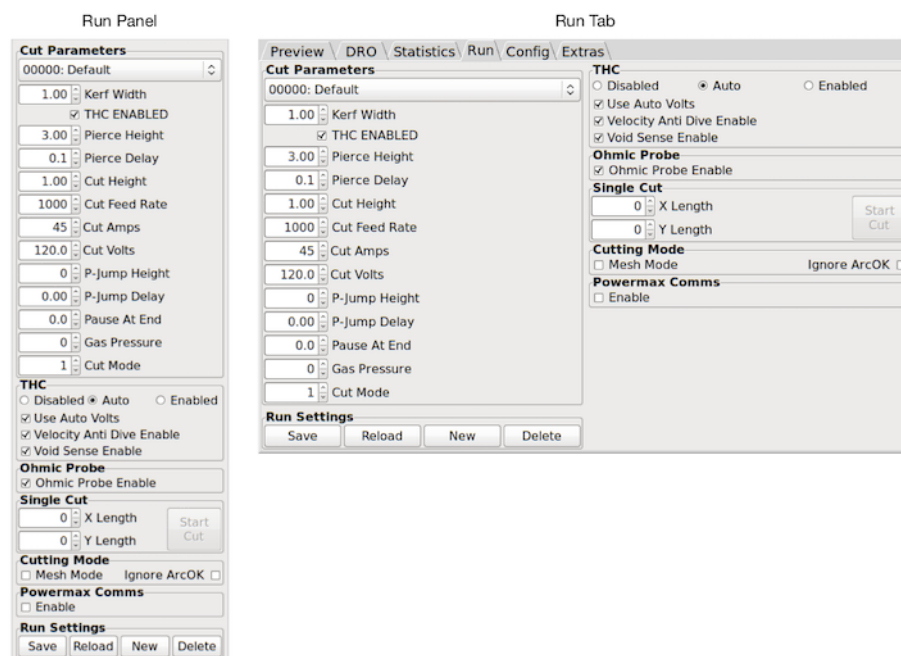 Run Panel
Cut Parameters
00000: Default
1.00 Kerf Width
THC ENABLED
3.00 Pierce Height
0.1 Pierce Delay
1.00 Cut Height
1000 Cut Feed Rate
45 Cut Amps
120.0 Cut Volts
0 P-Jump Height
0.00 P-Jump Delay
0.0 Pause At End
0 Gas Pressure
1 Cut Mode
THC
Disabled Auto Enabled
Use Auto Volts
Velocity Anti Dive Enable
Void Sense Enable
Ohmic Probe
Ohmic Probe Enable
Single Cut
0 X Length
0 Y Length
Start
Cut
Cutting Mode
Mesh Mode Ignore ArcOK
Powermax Comms
Enable
Run Settings
Save Reload New Delete
Run Tab
Preview DRO Statistics Run Config Extras
Cut Parameters
00000: Default
1.00 Kerf Width
THC ENABLED
3.00 Pierce Height
0.1 Pierce Delay
1.00 Cut Height
1000 Cut Feed Rate
45 Cut Amps
120.0 Cut Volts
0 P-Jump Height
0.00 P-Jump Delay
0.0 Pause At End
0 Gas Pressure
1 Cut Mode
Run Settings
Save Reload New Delete
THC
Disabled Auto Enabled
Use Auto Volts
Velocity Anti Dive Enable
Void Sense Enable
Ohmic Probe
Ohmic Probe Enable
Single Cut
0 X Length
0 Y Length
Start
Cut
Cutting Mode
Mesh Mode Ignore ArcOK
Powermax Comms
Enable